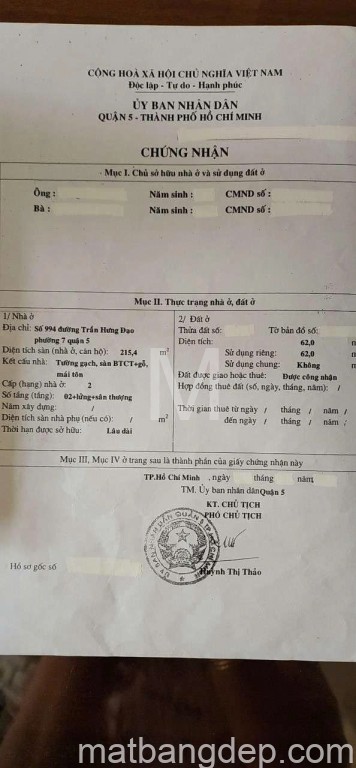 CỘNG HOÀ XÃ HỘI CHỦ NGHĨA VIỆT NAM
Độc lập - Tự do - Hạnh phúc
ỦY BAN NHÂN DÂN
QUẬN 5 - THÀNH PHỐ HỒ CHÍ MINH
CHỨNG NHẬN
Mục I. Chủ sở hữu nhà ở và sử dụng đất ở
Ông : Năm sinh : CMND số :
Bà : Năm sinh : CMND số :
Mục II. Thực trạng nhà ở, đất ở
1/ Nhà ở
Địa chỉ: Số 994 đường Trần Hưng Đạo
phường 7 quận 5
Diện tích sàn (nhà ở, căn hộ): 215,4 m²
Kết cấu nhà: Tường gạch, sàn BTCT+gỗ,
mái tôn
Cấp (hạng) nhà ở: 2
Số tầng (tầng): 02+lửng+sân thượng
Năm xây dựng: /
Diện tích sàn nhà phụ (nếu có): / m²
Thời hạn được sở hữu: Lâu dài
2/ Đất ở
Thửa đất số: Tờ bản đồ số:
Diện tích: 62,0 m
Sử dụng riêng: 62,0 m
Sử dụng chung: Không m
Đất được giao hoặc thuê: Được công nhận
Hợp đồng thuê đất (số, ngày, tháng, năm): /
Thời gian thuê từ ngày / tháng / năm /
đến ngày / tháng / năm /
Mục III, Mục IV ở trang sau là thành phần của giấy chứng nhận này
TP.Hồ Chí Minh , ngày tháng năm
TM. Ủy ban nhân dân Quận 5
KT. CHỦ TỊCH
PHÓ CHỦ TỊCH
Huỳnh Thị Thảo
Hồ sơ gốc số
M
matbangdep.com